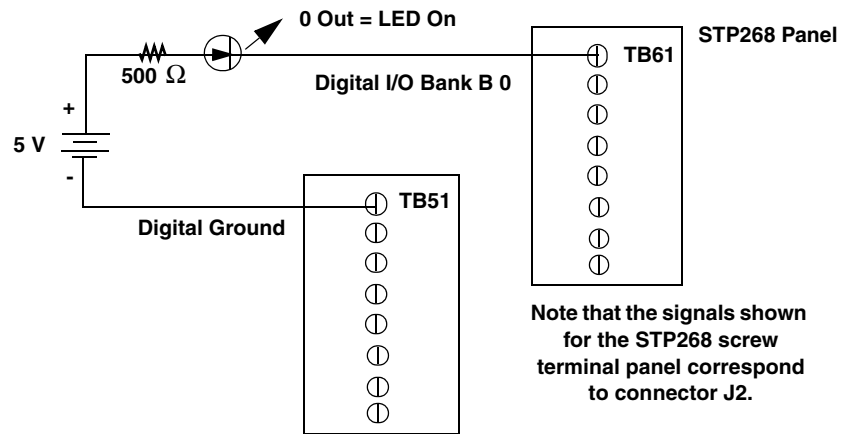 0 Out = LED On
STP268 Panel
TB61
500 Ω
Digital I/O Bank B 0
+
5 V
-
TB51
Digital Ground
Note that the signals shown
for the STP268 screw
terminal panel correspond
to connector J2.